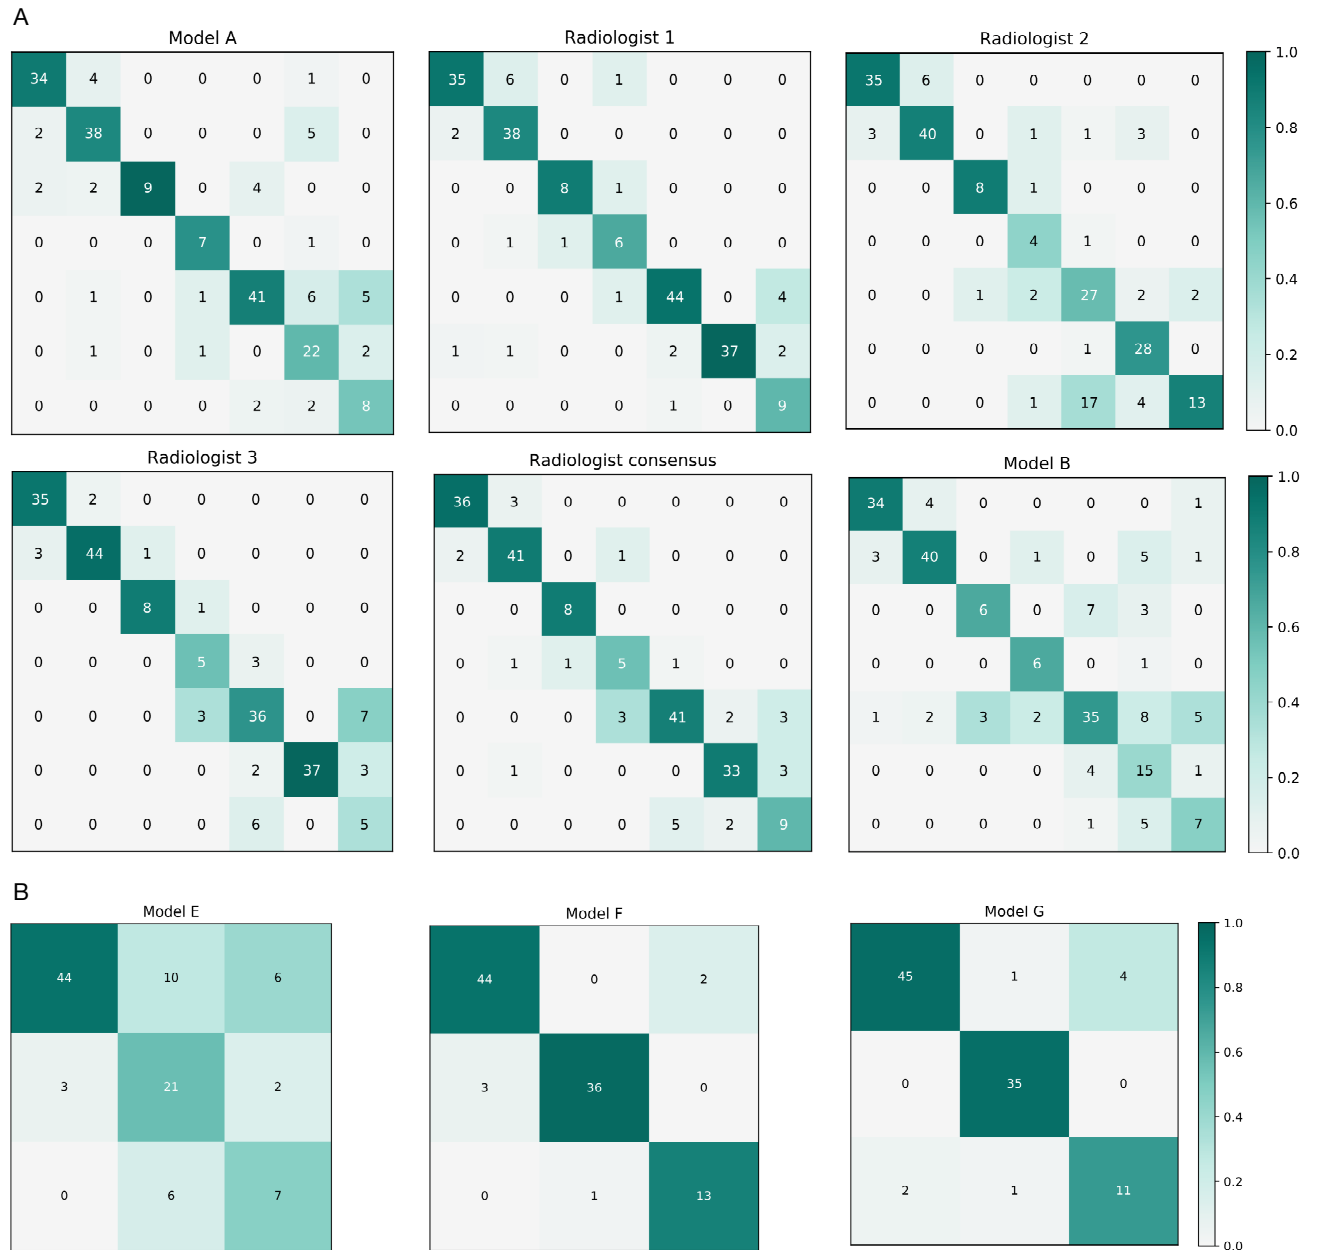 A
Model A
34 4 0 0 0 1 0
2 38 0 0 0 5 0
2 2 9 0 4 0 0
0 0 0 7 0 1 0
0 1 0 1 41 6 5
0 1 0 1 0 22 2
0 0 0 0 2 2 8
Radiologist 1
35 6 0 1 0 0 0
2 38 0 0 0 0 0
0 0 8 1 0 0 0
0 1 1 6 0 0 0
0 0 0 1 44 0 4
1 1 0 0 2 37 2
0 0 0 0 1 0 9
Radiologist 2
35 6 0 0 0 0 0
3 40 0 1 1 3 0
0 0 8 1 0 0 0
0 0 0 4 1 0 0
0 0 1 2 27 2 2
0 0 0 0 1 28 0
0 0 0 1 17 4 13
1.0
0.8
0.6
0.4
0.2
0.0
Radiologist 3
35 2 0 0 0 0 0
3 44 1 0 0 0 0
0 0 8 1 0 0 0
0 0 0 5 3 0 0
0 0 0 3 36 0 7
0 0 0 0 2 37 3
0 0 0 0 6 0 5
Radiologist consensus
36 3 0 0 0 0 0
2 41 0 1 0 0 0
0 0 8 0 0 0 0
0 1 1 5 1 0 0
0 0 0 3 41 2 3
0 1 0 0 0 33 3
0 0 0 0 5 2 9
Model B
34 4 0 0 0 0 1
3 40 0 1 0 5 1
0 0 6 0 7 3 0
0 0 0 6 0 1 0
1 2 3 2 35 8 5
0 0 0 0 4 15 1
0 0 0 0 1 5 7
1.0
0.8
0.6
0.4
0.2
0.0
B
Model E
44 10 6
3 21 2
0 6 7
Model F
44 0 2
3 36 0
0 1 13
Model G
45 1 4
0 35 0
2 1 11
1.0
0.8
0.6
0.4
0.2
0.0